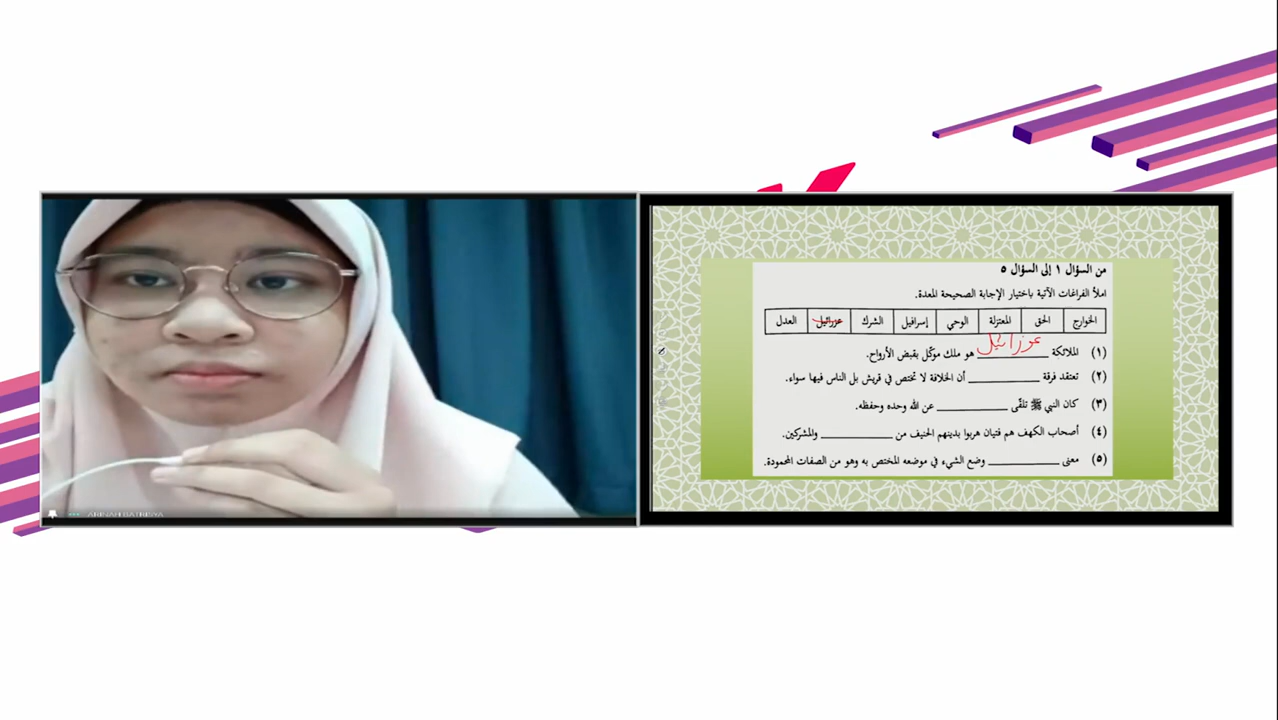 من السؤال ١ إلى السؤال ٥
املأ الفراغات الآتية باختيار الإجابة الصحيحة المعدة.
الخوارج الحق المعتزلة الوحي إسرافيل الشرك عزرائيل العدل
(١) الملائكة عزرائيل هو ملك موكّل بقبض الأرواح.
(٢) تعتقد فرقة __________ أن الخلافة لا تختص في قريش بل الناس فيها سواء.
(٣) كان النبي ﷺ تلقّى __________ عن الله وحده وحفظه.
(٤) أصحاب الكهف هم فتيان هربوا بدينهم الحنيف من __________ والمشركين.
(٥) معنى __________ وضع الشيء في موضعه المختص به وهو من الصفات المحمودة.